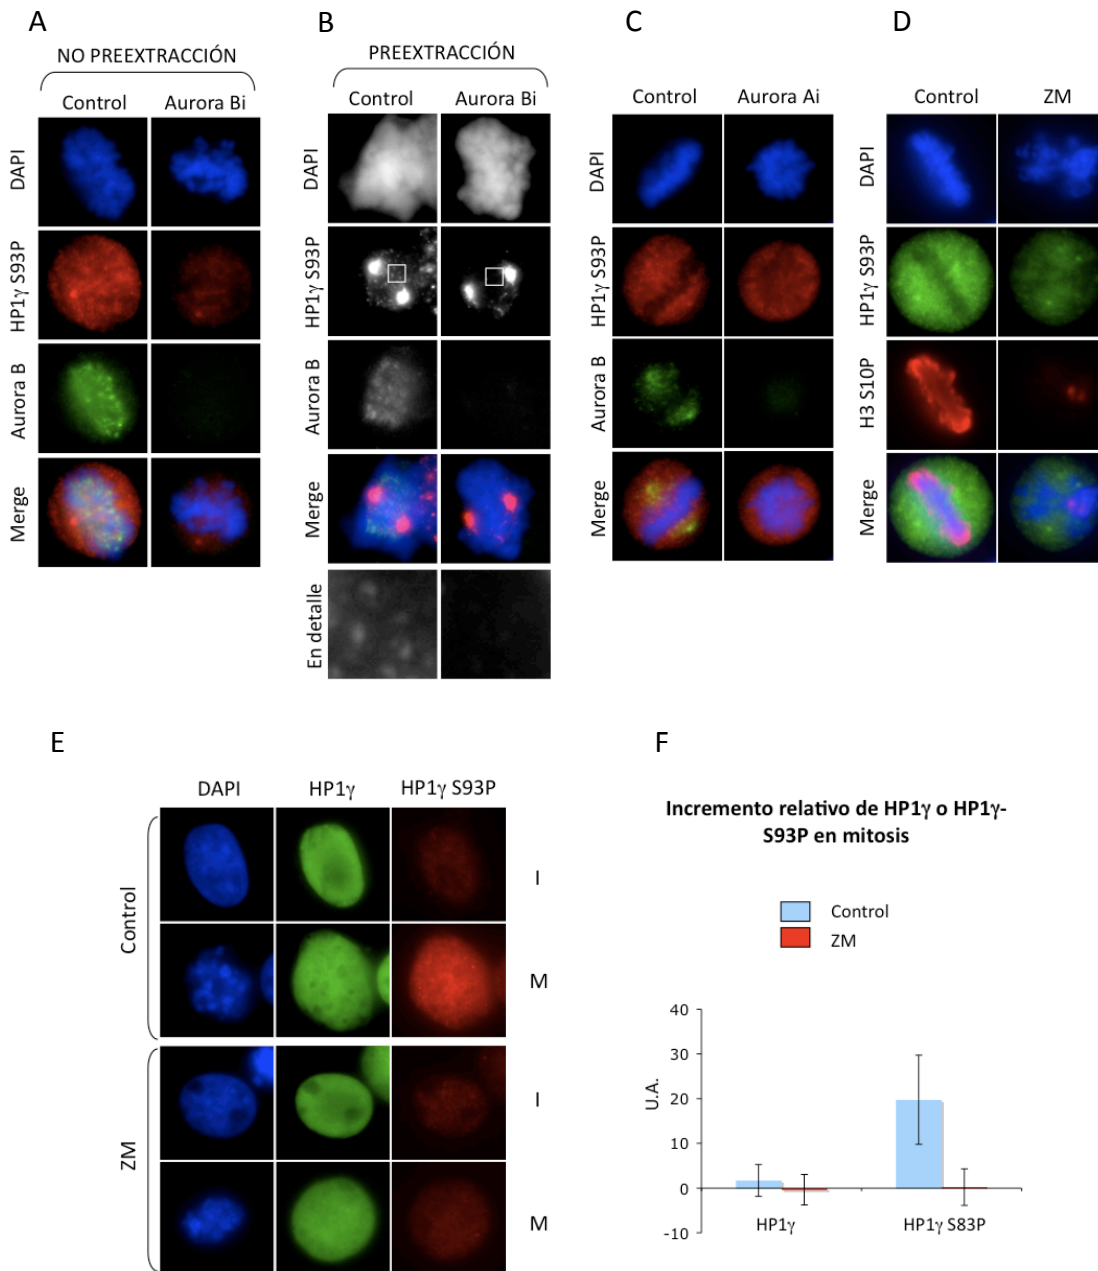 A
NO PREEXTRACCIÓN
Control Aurora Bi
DAPI
HP1γ S93P
Aurora B
Merge
B
PREEXTRACCIÓN
Control Aurora Bi
DAPI
HP1γ S93P
Aurora B
Merge
En detalle
C
Control Aurora Ai
DAPI
HP1γ S93P
Aurora B
Merge
D
Control ZM
DAPI
HP1γ S93P
H3 S10P
Merge
E
DAPI HP1γ HP1γ S93P
Control
I
M
ZM
I
M
F
Incremento relativo de HP1γ o HP1γ-
S93P en mitosis
Control
ZM
U.A.
40
30
20
10
0
-10
HP1γ HP1γ S83P